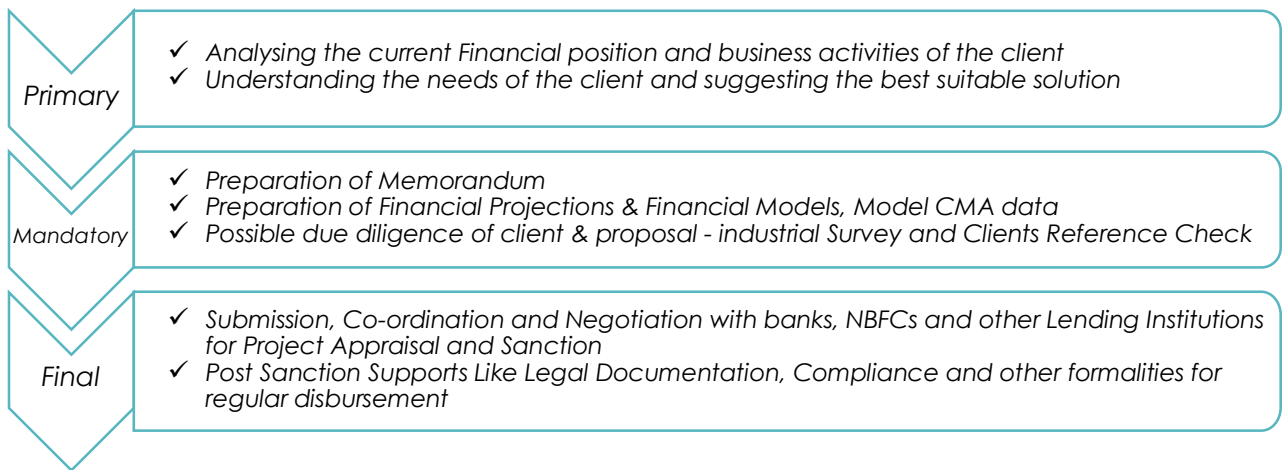 Primary
✓ Analysing the current Financial position and business activities of the client
✓ Understanding the needs of the client and suggesting the best suitable solution
Mandatory
✓ Preparation of Memorandum
✓ Preparation of Financial Projections & Financial Models, Model CMA data
✓ Possible due diligence of client & proposal - industrial Survey and Clients Reference Check
Final
✓ Submission, Co-ordination and Negotiation with banks, NBFCs and other Lending Institutions
for Project Appraisal and Sanction
✓ Post Sanction Supports Like Legal Documentation, Compliance and other formalities for
regular disbursement